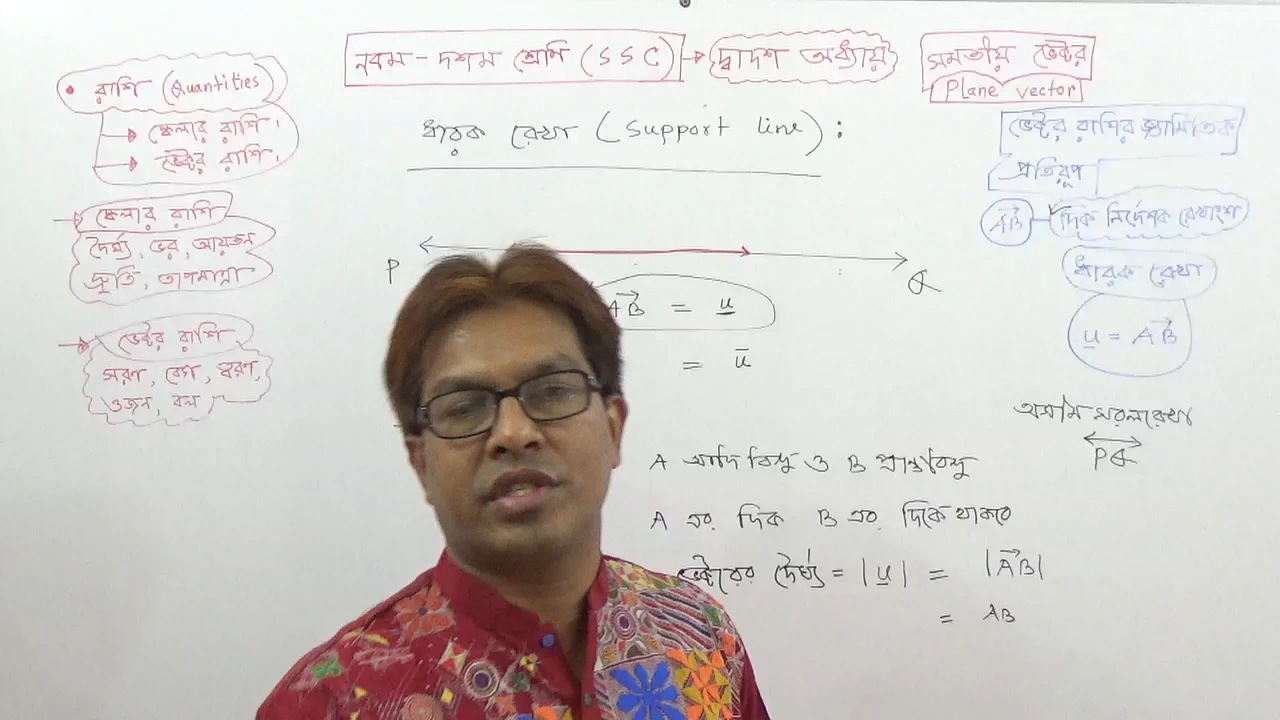 নবম - দশম শ্রেণি (SSC) → দ্বাদশ অধ্যায়
সমতলীয় ভেক্টর
Plane vector
• রাশি (Quantities)
→ স্কেলার রাশি।
→ ভেক্টর রাশি।
→ স্কেলার রাশি
দৈর্ঘ্য, ভর, আয়তন
দ্রুতি, তাপমাত্রা
→ ভেক্টর রাশি
সরণ, বেগ, ত্বরণ,
ওজন, বল
ধারক রেখা (Support line) :
P Q
AB→ = u̲
= ū
A আদি বিন্দু ও B প্রান্তবিন্দু
A এর দিক B এর দিকে থাকবে
ভেক্টরের দৈর্ঘ্য = |u̲| = |AB→|
= AB
ভেক্টর রাশির জ্যামিতিক
প্রতিরূপ
AB→ দিক নির্দেশক রেখাংশ
ধারক রেখা
u̲ = AB→
অসীম সরলরেখা
↔
PQ